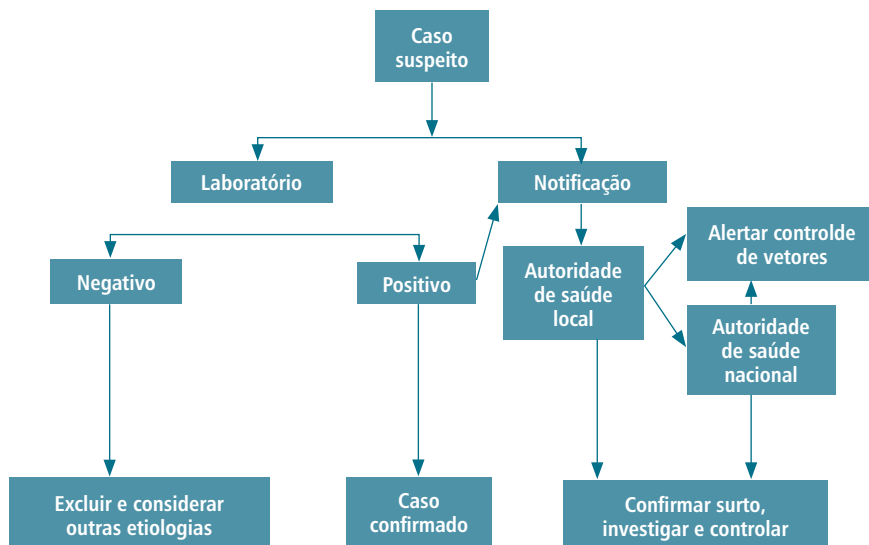 Caso
suspeito
Laboratório
Notificação
Negativo
Positivo
Autoridade
de saúde
local
Alertar controlde
de vetores
Autoridade
de saúde
nacional
Excluir e considerar
outras etiologias
Caso
confirmado
Confirmar surto,
investigar e controlar